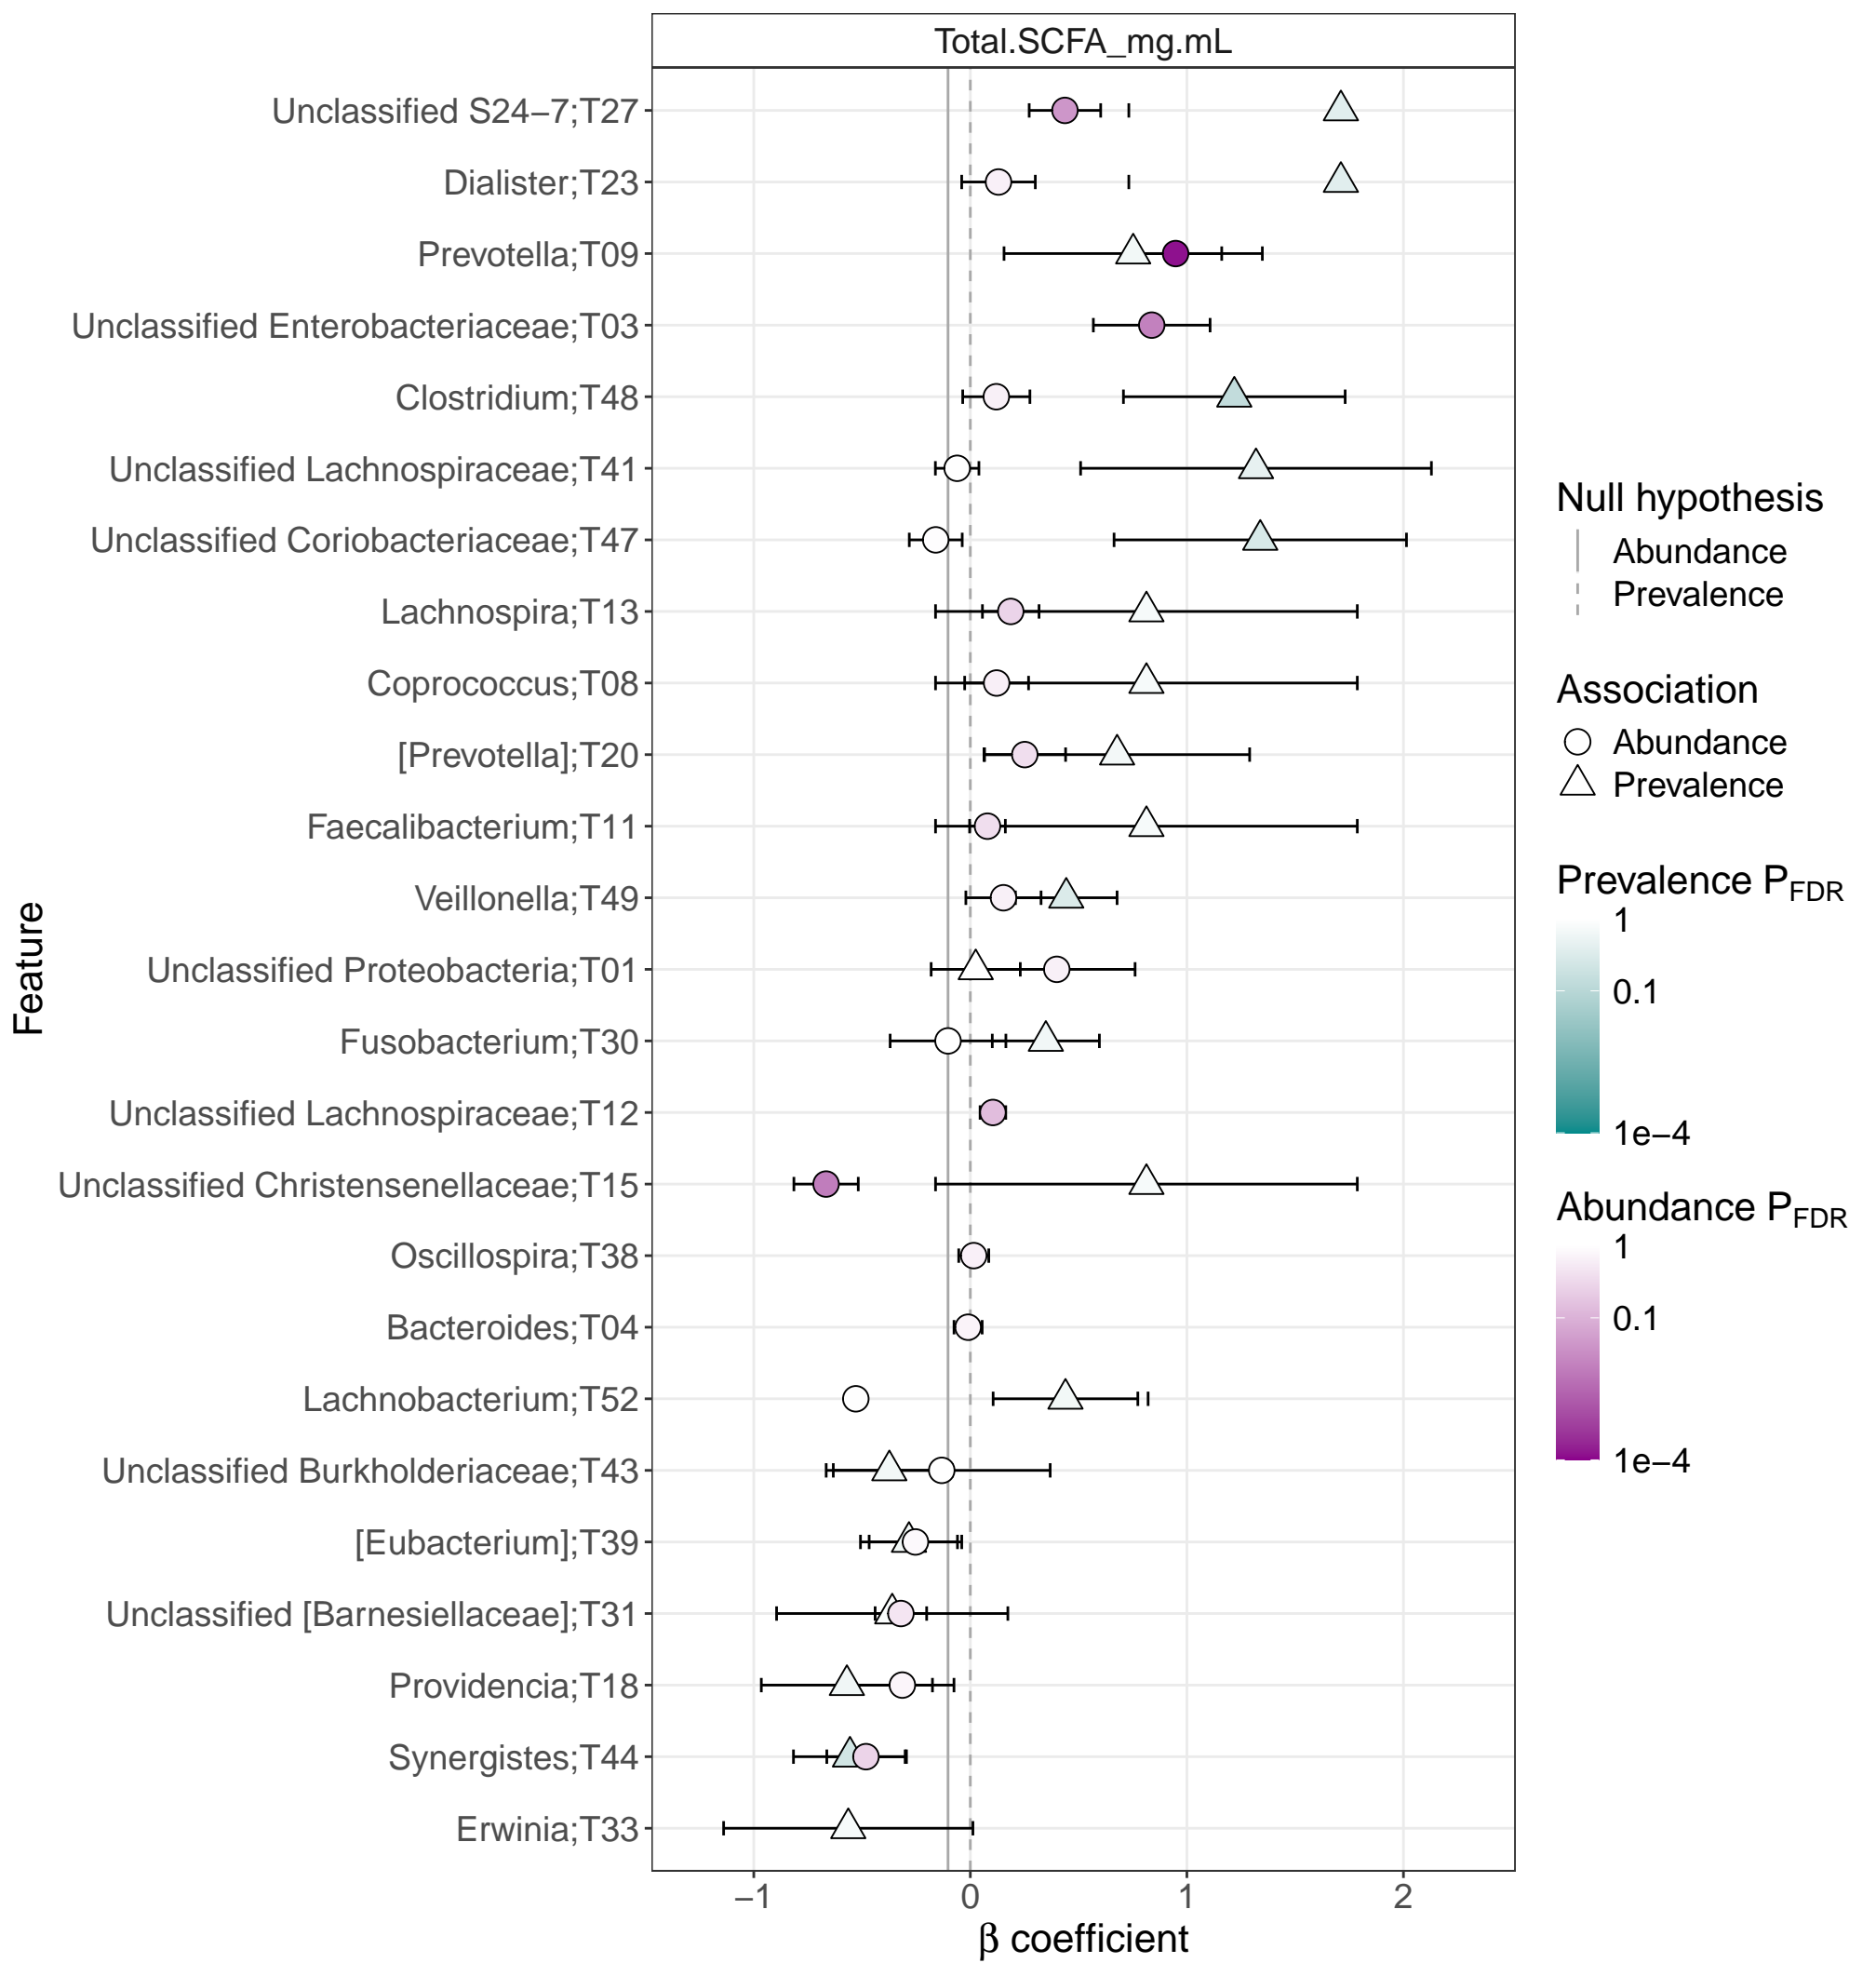 Total.SCFA_mg.mL
Unclassified S24−7;T27
Dialister;T23
Prevotella;T09
Unclassified Enterobacteriaceae;T03
Clostridium;T48
Unclassified Lachnospiraceae;T41
Unclassified Coriobacteriaceae;T47
Lachnospira;T13
Coprococcus;T08
[Prevotella];T20
Faecalibacterium;T11
Veillonella;T49
Unclassified Proteobacteria;T01
Fusobacterium;T30
Unclassified Lachnospiraceae;T12
Unclassified Christensenellaceae;T15
Oscillospira;T38
Bacteroides;T04
Lachnobacterium;T52
Unclassified Burkholderiaceae;T43
[Eubacterium];T39
Unclassified [Barnesiellaceae];T31
Providencia;T18
Synergistes;T44
Erwinia;T33
Feature
−1 0 1 2
β coefficient
Null hypothesis
Abundance
Prevalence
Association
Abundance
Prevalence
Prevalence PFDR
1
0.1
1e−4
Abundance PFDR
1
0.1
1e−4